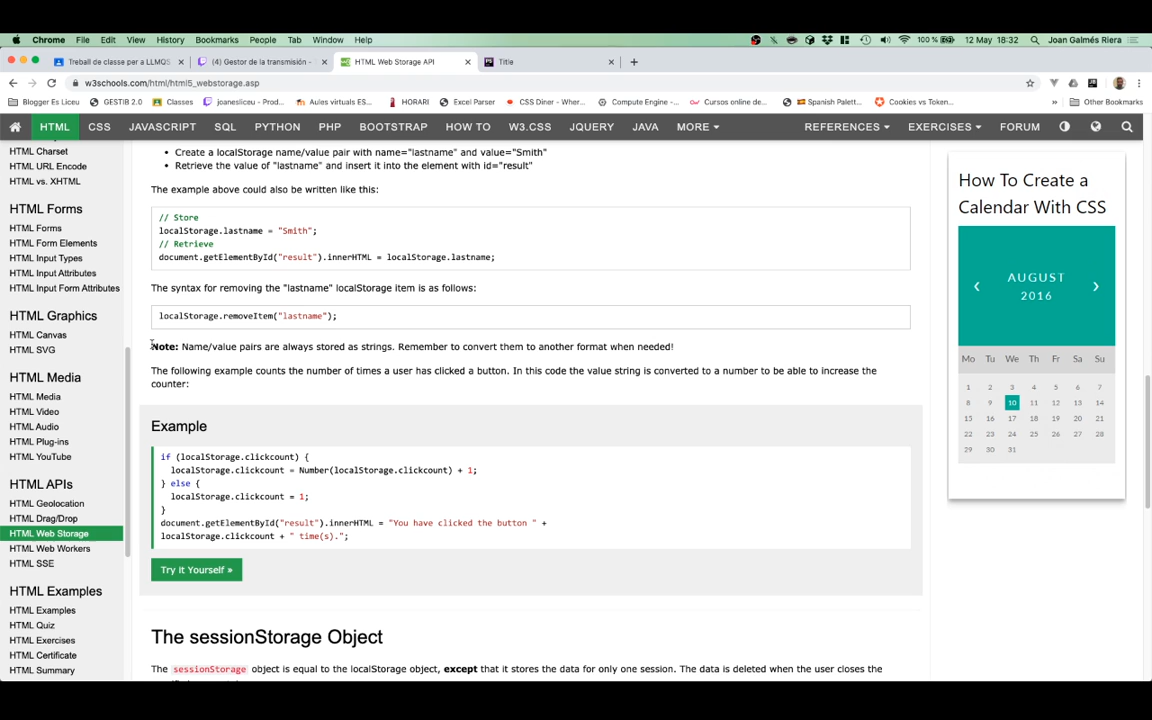 Chrome File Edit View History Bookmarks People Tab Window Help 100 % 12 May 18:32 Joan Galmés Riera
Treball de classe per a LLMQS × (4) Gestor de la transmisión - × HTML Web Storage API × Title × +
w3schools.com/html/html5_webstorage.asp
Blogger Es Liceu GESTIB 2.0 Classes joanesliceu - Prod... Aules virtuals ES... HORARI Excel Parser CSS Diner - Wher... Compute Engine -... Cursos online de... Spanish Palett... Cookies vs Token... » Other Bookmarks
HTML CSS JAVASCRIPT SQL PYTHON PHP BOOTSTRAP HOW TO W3.CSS JQUERY JAVA MORE REFERENCES EXERCISES FORUM
HTML Charset
HTML URL Encode
HTML vs. XHTML
HTML Forms
HTML Forms
HTML Form Elements
HTML Input Types
HTML Input Attributes
HTML Input Form Attributes
HTML Graphics
HTML Canvas
HTML SVG
HTML Media
HTML Media
HTML Video
HTML Audio
HTML Plug-ins
HTML YouTube
HTML APIs
HTML Geolocation
HTML Drag/Drop
HTML Web Storage
HTML Web Workers
HTML SSE
HTML Examples
HTML Examples
HTML Quiz
HTML Exercises
HTML Certificate
HTML Summary
• Create a localStorage name/value pair with name="lastname" and value="Smith"
• Retrieve the value of "lastname" and insert it into the element with id="result"
The example above could also be written like this:
// Store
localStorage.lastname = "Smith";
// Retrieve
document.getElementById("result").innerHTML = localStorage.lastname;
The syntax for removing the "lastname" localStorage item is as follows:
localStorage.removeItem("lastname");
Note: Name/value pairs are always stored as strings. Remember to convert them to another format when needed!
The following example counts the number of times a user has clicked a button. In this code the value string is converted to a number to be able to increase the
counter:
Example
if (localStorage.clickcount) {
localStorage.clickcount = Number(localStorage.clickcount) + 1;
} else {
localStorage.clickcount = 1;
}
document.getElementById("result").innerHTML = "You have clicked the button " +
localStorage.clickcount + " time(s).";
Try it Yourself »
The sessionStorage Object
The sessionStorage object is equal to the localStorage object, except that it stores the data for only one session. The data is deleted when the user closes the
How To Create a
Calendar With CSS
‹ AUGUST ›
2016
Mo Tu We Th Fr Sa Su
1 2 3 4 5 6 7
8 9 10 11 12 13 14
15 16 17 18 19 20 21
22 23 24 25 26 27 28
29 30 31